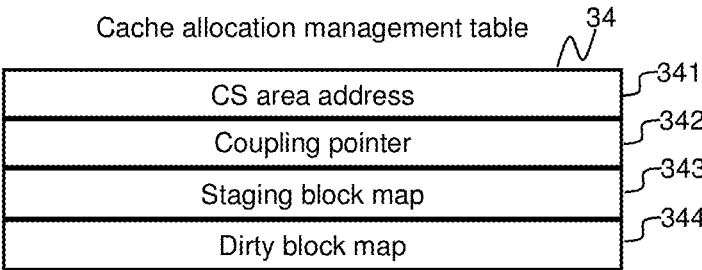 Cache allocation management table
34
CS area address 341
Coupling pointer 342
Staging block map 343
Dirty block map 344